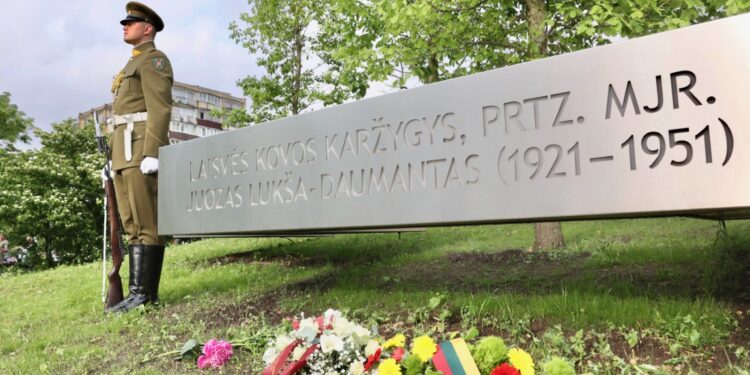 LAISVĖS KOVOS KARŽYGYS, PRTZ. MJR.
JUOZAS LUKŠA-DAUMANTAS (1921–1951)